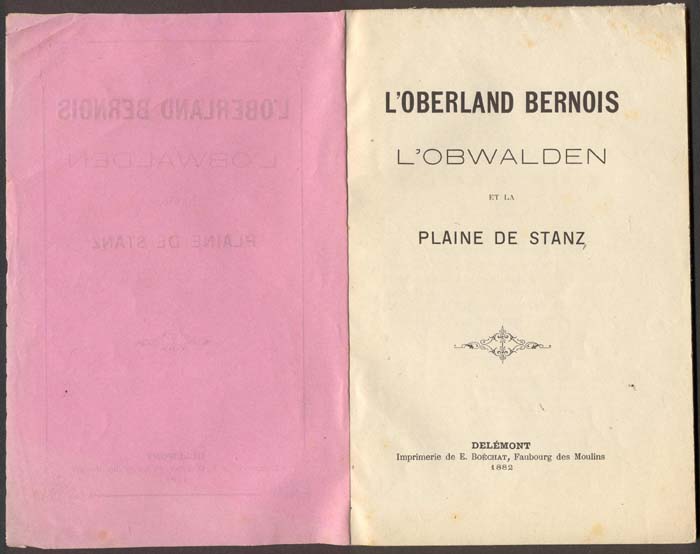 L'OBERLAND BERNOIS
L'OBWALDEN
ET LA
PLAINE DE STANZ
DELÉMONT
Imprimerie de E. BOÉCHAT, Faubourg des Moulins
1882